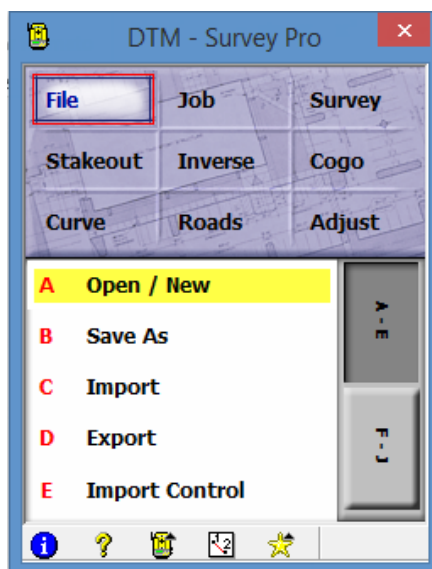 DTM - Survey Pro
File Job Survey
Stakeout Inverse Cogo
Curve Roads Adjust
A Open / New
B Save As
C Import
D Export
E Import Control
A - E
F - J